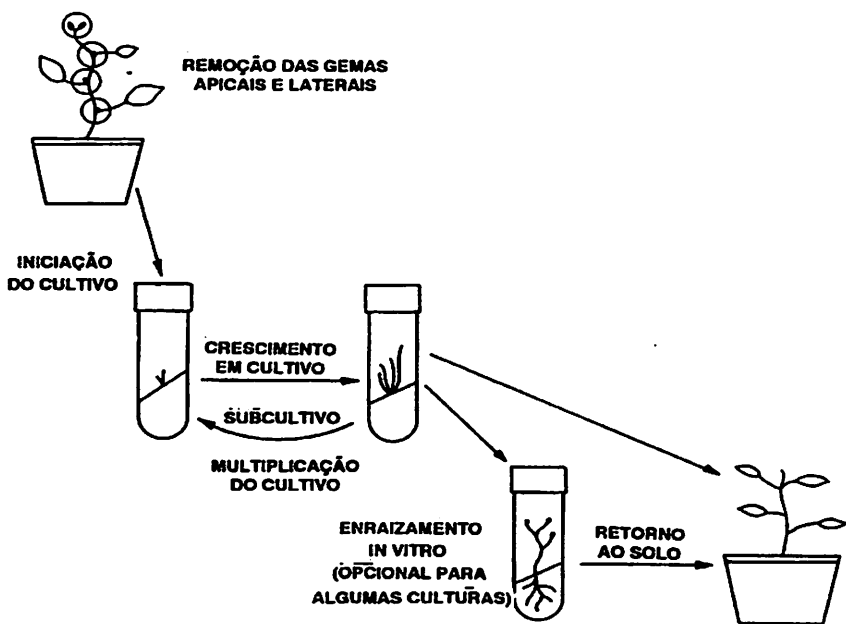 REMOÇÃO DAS GEMAS
APICAIS E LATERAIS
INICIAÇÃO
DO CULTIVO
CRESCIMENTO
EM CULTIVO
SUBCULTIVO
MULTIPLICAÇÃO
DO CULTIVO
ENRAIZAMENTO
IN VITRO
(OPCIONAL PARA
ALGUMAS CULTURAS)
RETORNO
AO SOLO